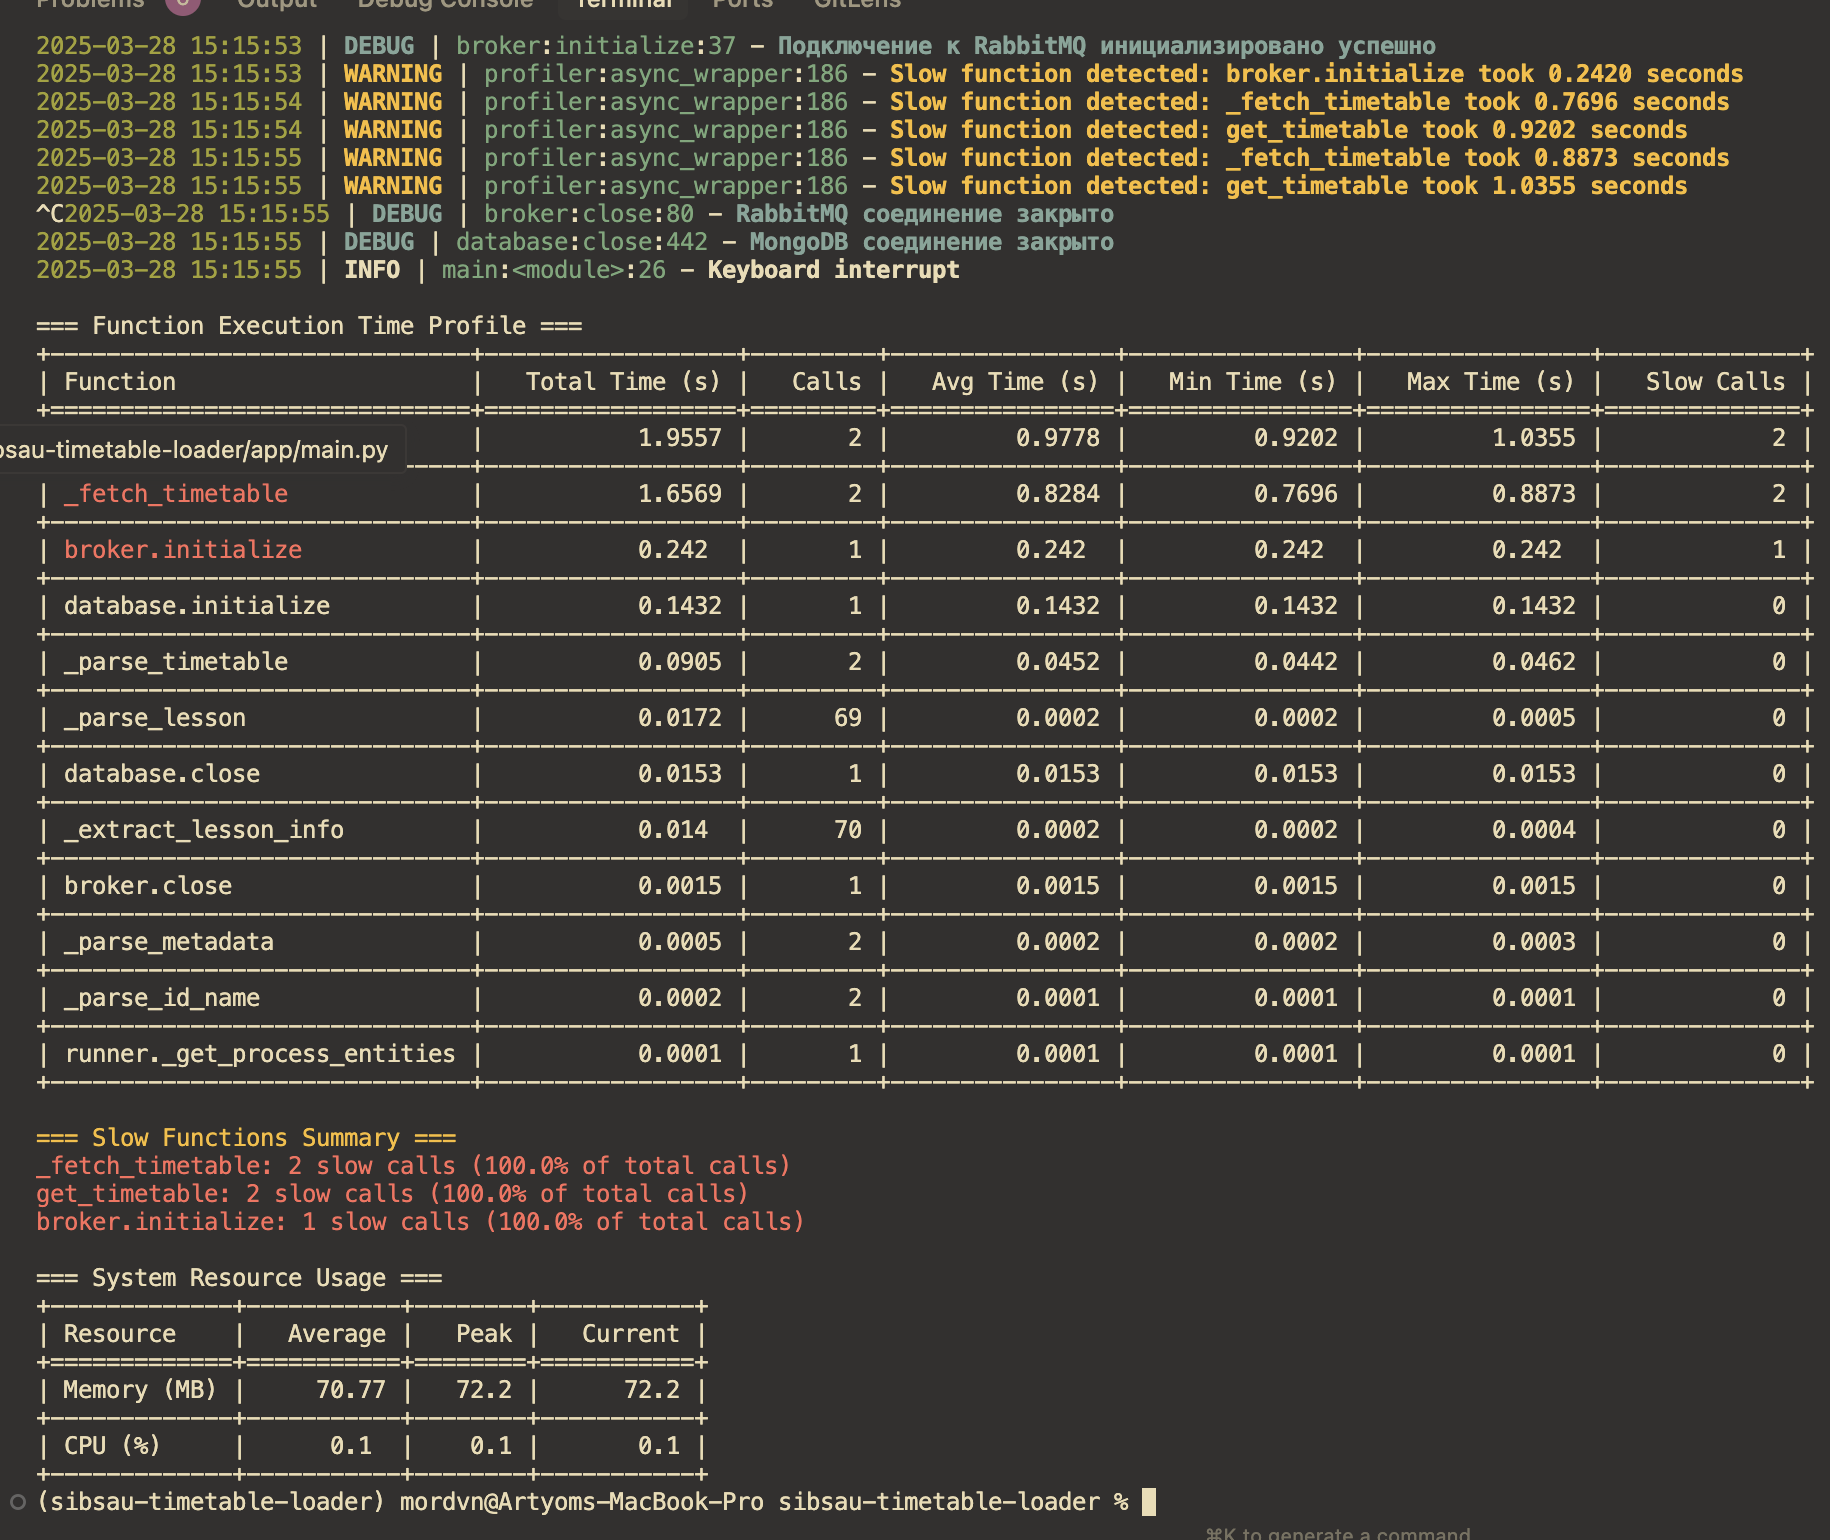 Problems 6 Output Debug Console Terminal Ports GitLens
2025-03-28 15:15:53 | DEBUG | broker:initialize:37 - Подключение к RabbitMQ инициализировано успешно
2025-03-28 15:15:53 | WARNING | profiler:async_wrapper:186 - Slow function detected: broker.initialize took 0.2420 seconds
2025-03-28 15:15:54 | WARNING | profiler:async_wrapper:186 - Slow function detected: _fetch_timetable took 0.7696 seconds
2025-03-28 15:15:54 | WARNING | profiler:async_wrapper:186 - Slow function detected: get_timetable took 0.9202 seconds
2025-03-28 15:15:55 | WARNING | profiler:async_wrapper:186 - Slow function detected: _fetch_timetable took 0.8873 seconds
2025-03-28 15:15:55 | WARNING | profiler:async_wrapper:186 - Slow function detected: get_timetable took 1.0355 seconds
^C2025-03-28 15:15:55 | DEBUG | broker:close:80 - RabbitMQ соединение закрыто
2025-03-28 15:15:55 | DEBUG | database:close:442 - MongoDB соединение закрыто
2025-03-28 15:15:55 | INFO | main:<module>:26 - Keyboard interrupt
=== Function Execution Time Profile ===
| Function | Total Time (s) | Calls | Avg Time (s) | Min Time (s) | Max Time (s) | Slow Calls |
| 1.9557 | 2 | 0.9778 | 0.9202 | 1.0355 | 2 |
bsau-timetable-loader/app/main.py
| _fetch_timetable | 1.6569 | 2 | 0.8284 | 0.7696 | 0.8873 | 2 |
| broker.initialize | 0.242 | 1 | 0.242 | 0.242 | 0.242 | 1 |
| database.initialize | 0.1432 | 1 | 0.1432 | 0.1432 | 0.1432 | 0 |
| _parse_timetable | 0.0905 | 2 | 0.0452 | 0.0442 | 0.0462 | 0 |
| _parse_lesson | 0.0172 | 69 | 0.0002 | 0.0002 | 0.0005 | 0 |
| database.close | 0.0153 | 1 | 0.0153 | 0.0153 | 0.0153 | 0 |
| _extract_lesson_info | 0.014 | 70 | 0.0002 | 0.0002 | 0.0004 | 0 |
| broker.close | 0.0015 | 1 | 0.0015 | 0.0015 | 0.0015 | 0 |
| _parse_metadata | 0.0005 | 2 | 0.0002 | 0.0002 | 0.0003 | 0 |
| _parse_id_name | 0.0002 | 2 | 0.0001 | 0.0001 | 0.0001 | 0 |
| runner._get_process_entities | 0.0001 | 1 | 0.0001 | 0.0001 | 0.0001 | 0 |
=== Slow Functions Summary ===
_fetch_timetable: 2 slow calls (100.0% of total calls)
get_timetable: 2 slow calls (100.0% of total calls)
broker.initialize: 1 slow calls (100.0% of total calls)
=== System Resource Usage ===
| Resource | Average | Peak | Current |
| Memory (MB) | 70.77 | 72.2 | 72.2 |
| CPU (%) | 0.1 | 0.1 | 0.1 |
(sibsau-timetable-loader) mordvn@Artyoms-MacBook-Pro sibsau-timetable-loader %
⌘K to generate a command